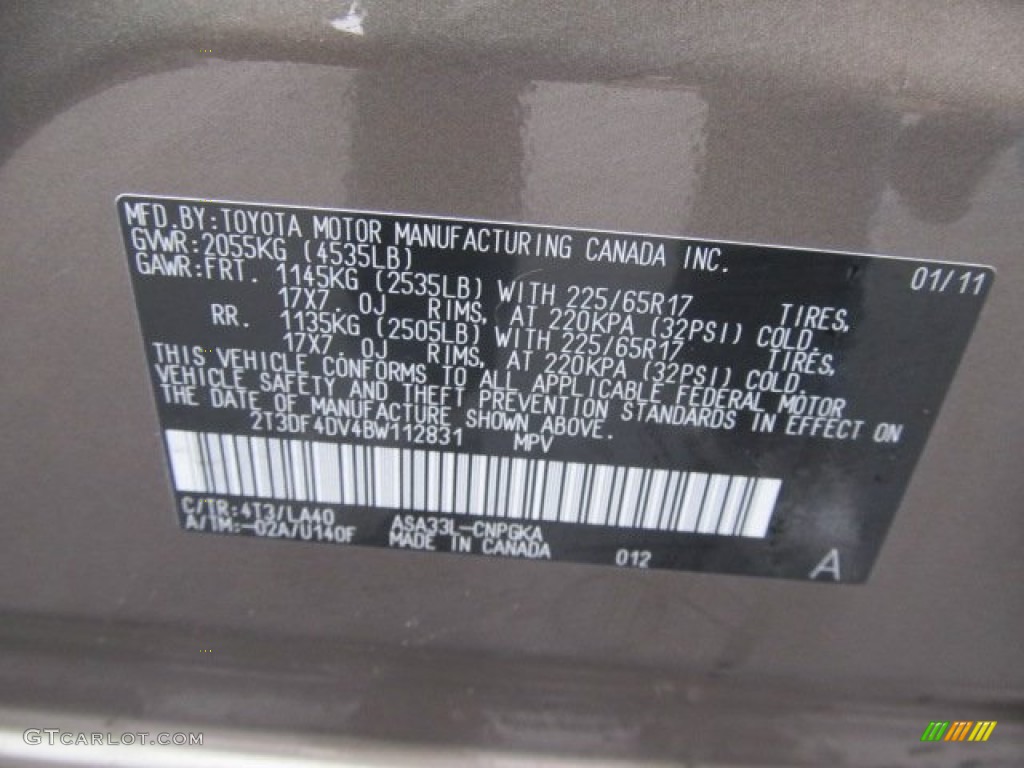 MFD.BY:TOYOTA MOTOR MANUFACTURING CANADA INC. 01/11
GVWR:2055KG (4535LB)
GAWR:FRT. 1145KG (2535LB) WITH 225/65R17 TIRES,
17X7. 0J RIMS, AT 220KPA (32PSI) COLD.
RR. 1135KG (2505LB) WITH 225/65R17 TIRES,
17X7. 0J RIMS, AT 220KPA (32PSI) COLD.
THIS VEHICLE CONFORMS TO ALL APPLICABLE FEDERAL MOTOR
VEHICLE SAFETY AND THEFT PREVENTION STANDARDS IN EFFECT ON
THE DATE OF MANUFACTURE SHOWN ABOVE.
2T3DF4DV4BW112831 MPV
C/TR:4T3/LA40 ASA33L-CNPGKA
A/TM:-02A/U140F MADE IN CANADA 012 A
GTCARLOT.COM